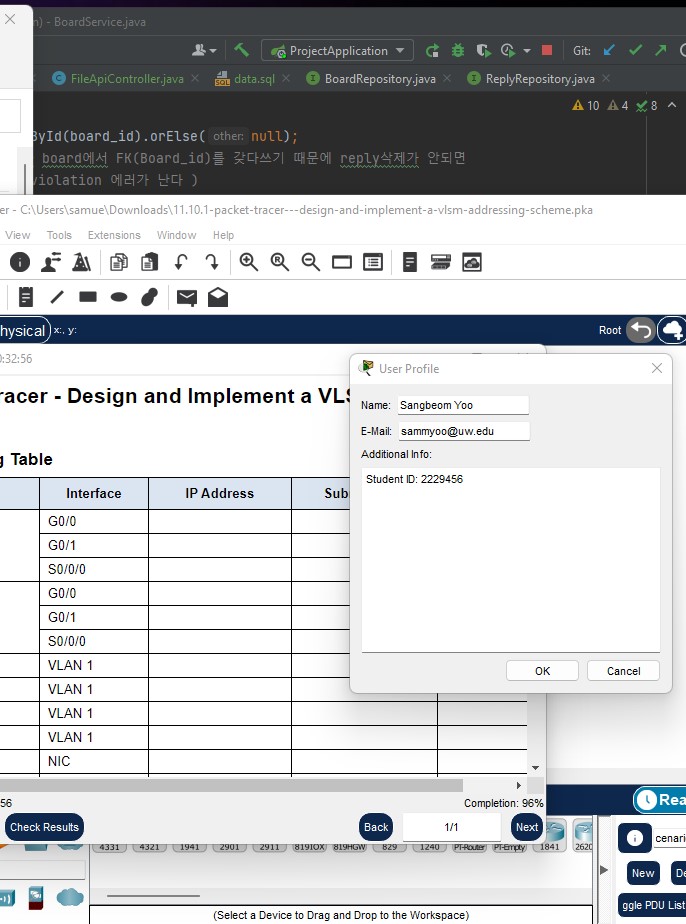 ) - BoardService.java
ProjectApplication
Git:
FileApiController.java
data.sql
BoardRepository.java
ReplyRepository.java
10 4 8
ById(board_id).orElse( other: null);
board에서 FK(Board_id)를 갖다쓰기 때문에 reply삭제가 안되면
violation 에러가 난다 )
er - C:\Users\samue\Downloads\11.10.1-packet-tracer---design-and-implement-a-vlsm-addressing-scheme.pka
View Tools Extensions Window Help
hysical x:, y:
Root
0:32:56
User Profile
Name: Sangbeom Yoo
E-Mail: sammyoo@uw.edu
Additional Info:
Student ID: 2229456
OK Cancel
racer - Design and Implement a VLS
g Table
Interface IP Address Sub
G0/0
G0/1
S0/0/0
G0/0
G0/1
S0/0/0
VLAN 1
VLAN 1
VLAN 1
VLAN 1
NIC
56
Completion: 96%
Check Results Back 1/1 Next
4331 4321 1941 2901 2911 819IOX 819HGW 829 1240 PT-Router PT-Empty 1841 2620
(Select a Device to Drag and Drop to the Workspace)
Rea
cenari
New De
ggle PDU List